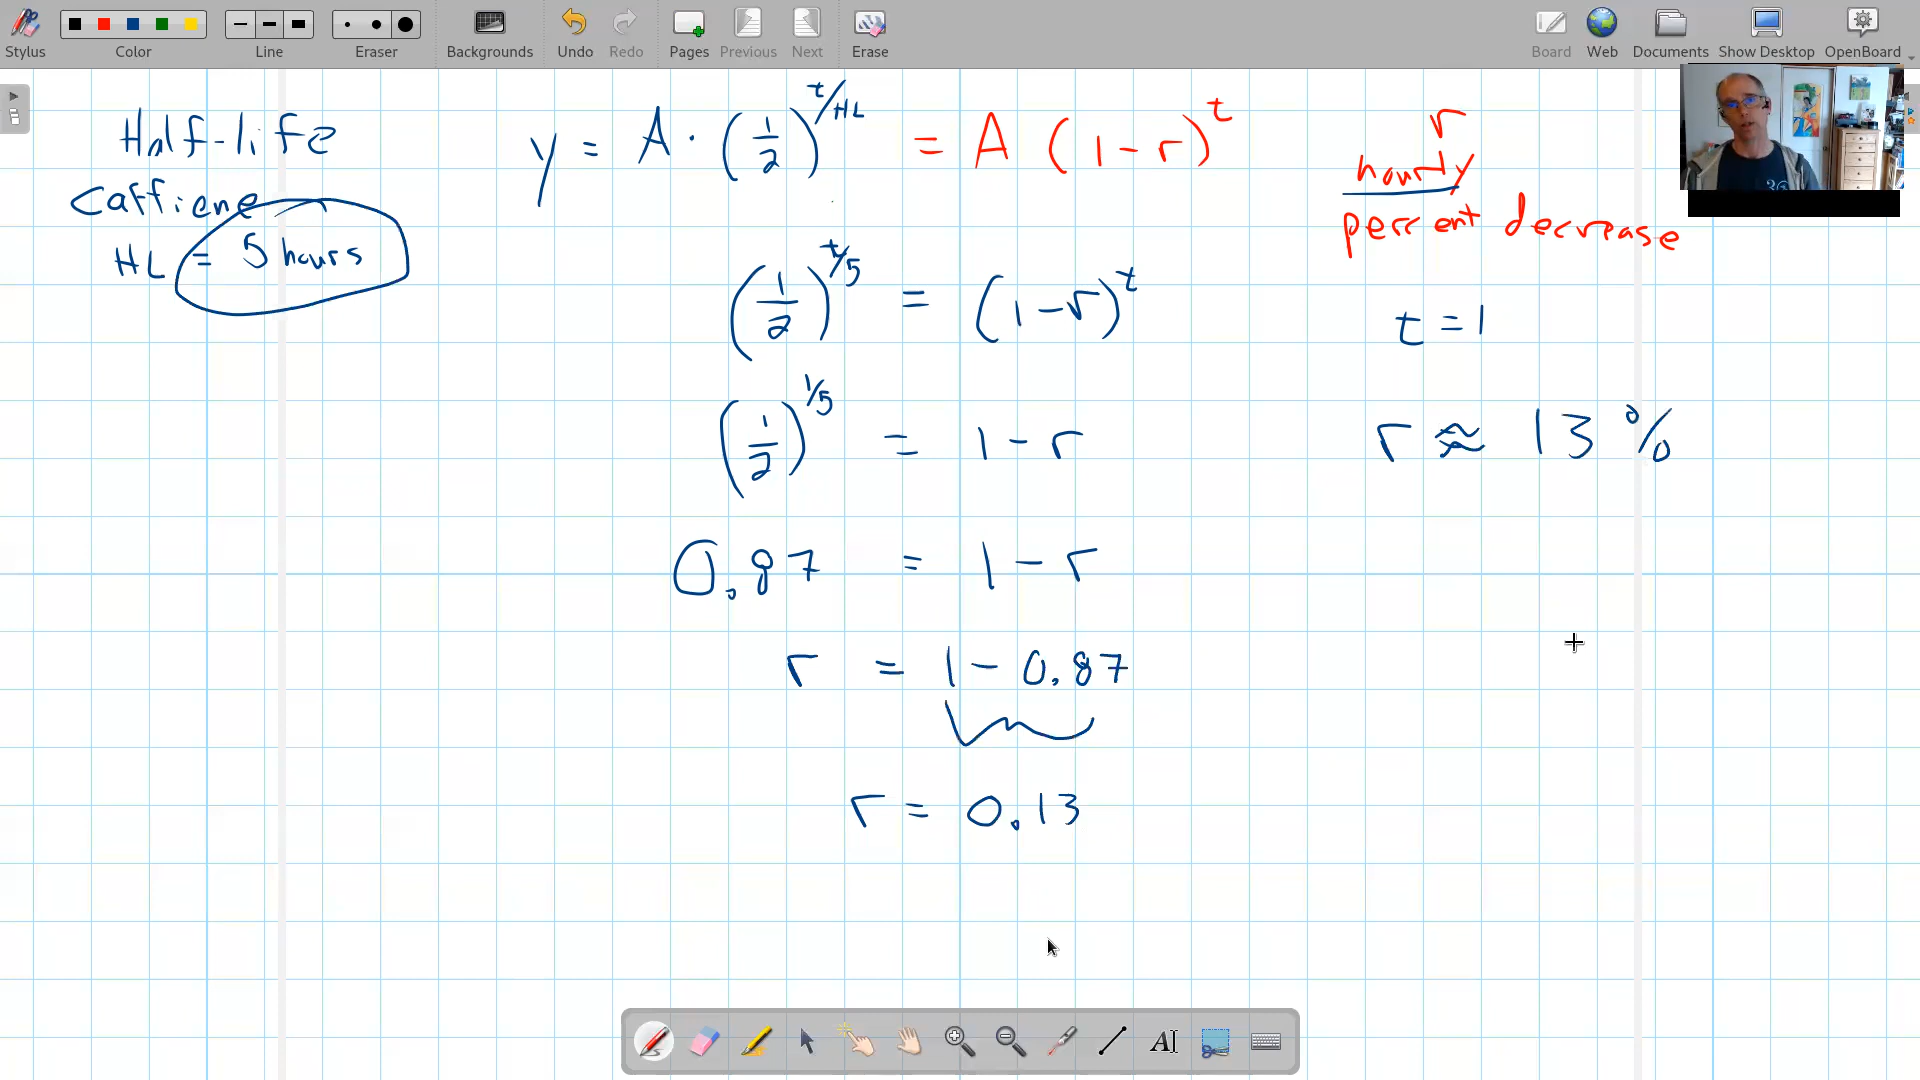 Stylus Color Line Eraser Backgrounds Undo Redo Pages Previous Next Erase Board Web Documents Show Desktop OpenBoard
Half-life
Caffiene
HL = 5 hours
y = A · (1/2)^(t/HL) = A (1 - r)^t
r
hourly
percent decrease
(1/2)^(t/5) = (1 - r)^t
t = 1
(1/2)^(1/5) = 1 - r
r ≈ 13 %
0.87 = 1 - r
r = 1 - 0.87
r = 0.13